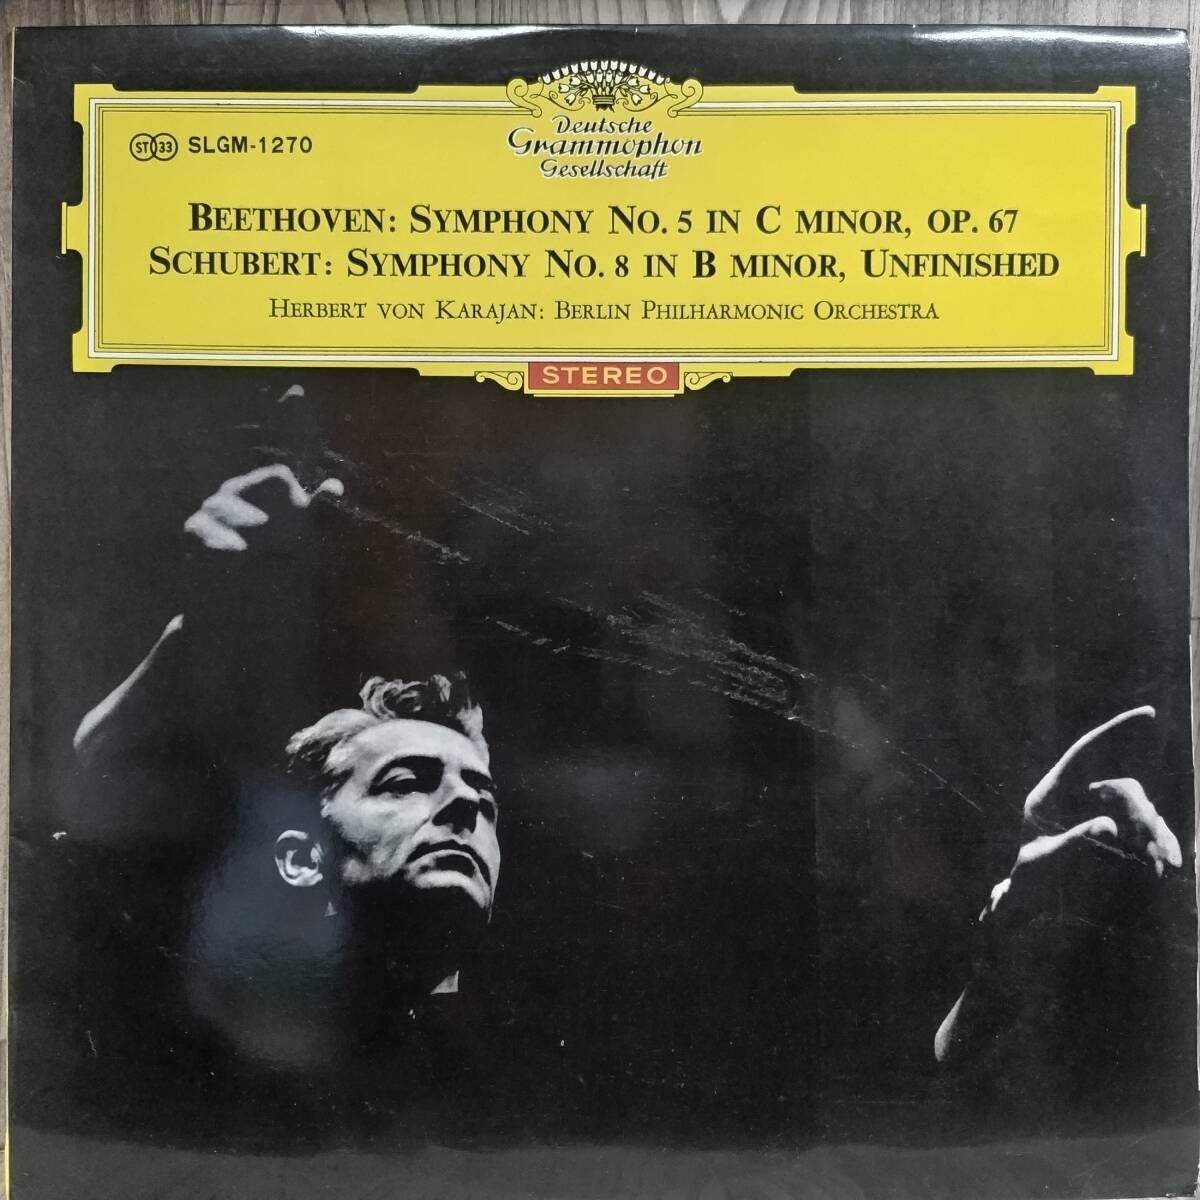 Deutsche
Grammophon
Gesellschaft
ST 33 SLGM-1270
BEETHOVEN: SYMPHONY NO. 5 IN C MINOR, OP. 67
SCHUBERT: SYMPHONY NO. 8 IN B MINOR, UNFINISHED
HERBERT VON KARAJAN: BERLIN PHILHARMONIC ORCHESTRA
STEREO